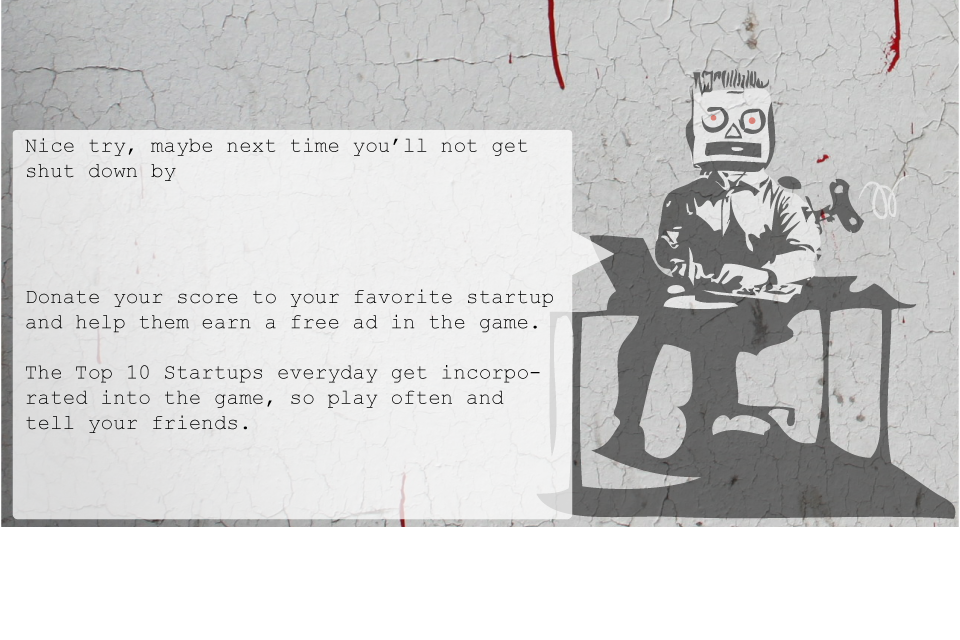 Nice try, maybe next time you’ll not get
shut down by
Donate your score to your favorite startup
and help them earn a free ad in the game.
The Top 10 Startups everyday get incorpo-
rated into the game, so play often and
tell your friends.